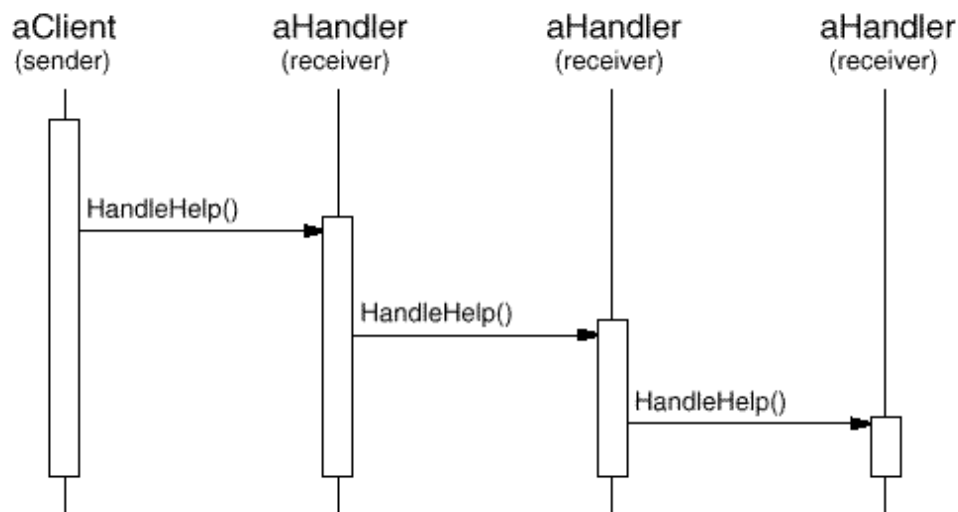 aClient
(sender)
aHandler
(receiver)
aHandler
(receiver)
aHandler
(receiver)
HandleHelp()
HandleHelp()
HandleHelp()